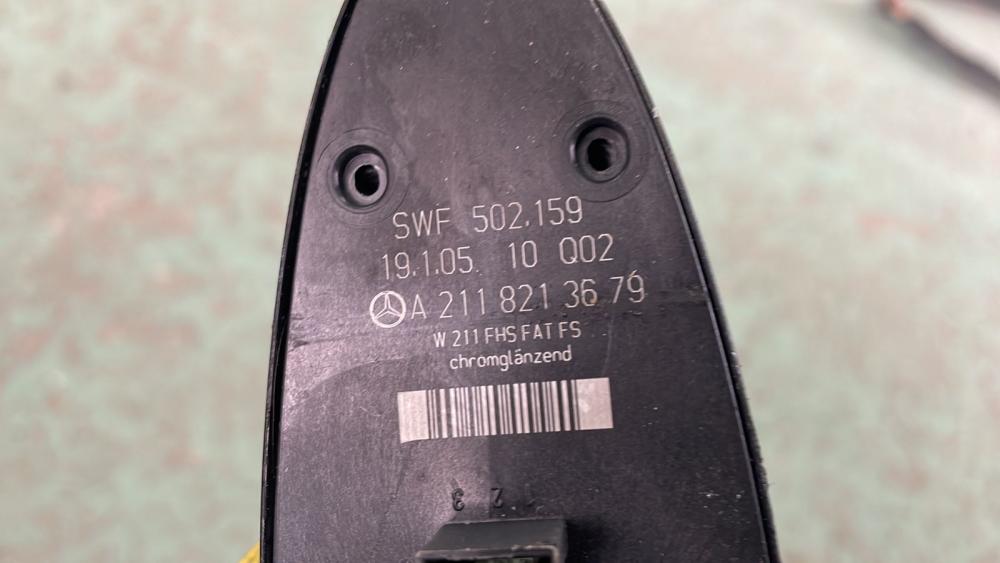 SWF 502.159
19.1.05. 10 Q02
A 211 821 36 79
W 211 FHS FAT FS
chromglänzend
3 2 1